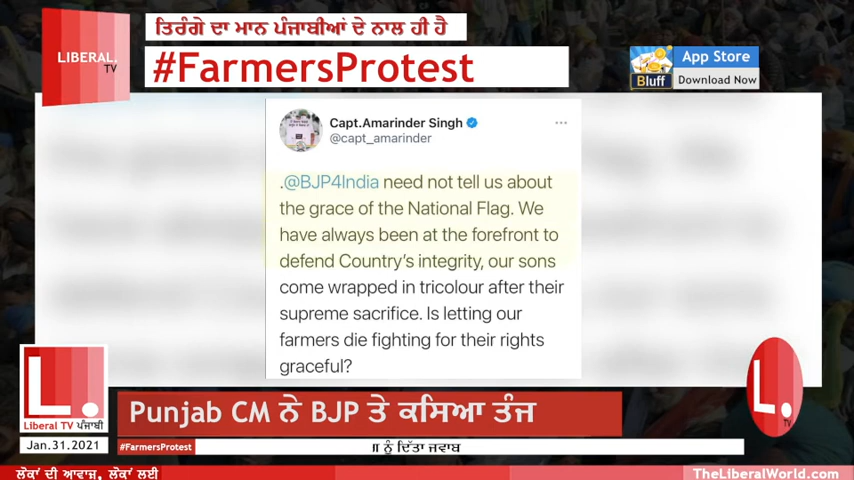 ਤਿਰੰਗੇ ਦਾ ਮਾਨ ਪੰਜਾਬੀਆਂ ਦੇ ਨਾਲ ਹੀ ਹੈ
LIBERAL.
TV
#FarmersProtest
Bluff
App Store
Download Now
Capt.Amarinder Singh
@capt_amarinder
.@BJP4India need not tell us about
the grace of the National Flag. We
have always been at the forefront to
defend Country's integrity, our sons
come wrapped in tricolour after their
supreme sacrifice. Is letting our
farmers die fighting for their rights
graceful?
L.
Liberal TV ਪੰਜਾਬੀ
Jan.31.2021
Punjab CM ਨੇ BJP ਤੇ ਕਸਿਆ ਤੰਜ
L.
TV
#FarmersProtest
ਨੂੰ ਦਿੱਤਾ ਜਵਾਬ
ਲੋਕਾਂ ਦੀ ਆਵਾਜ਼, ਲੋਕਾਂ ਲਈ
TheLiberalWorld.com